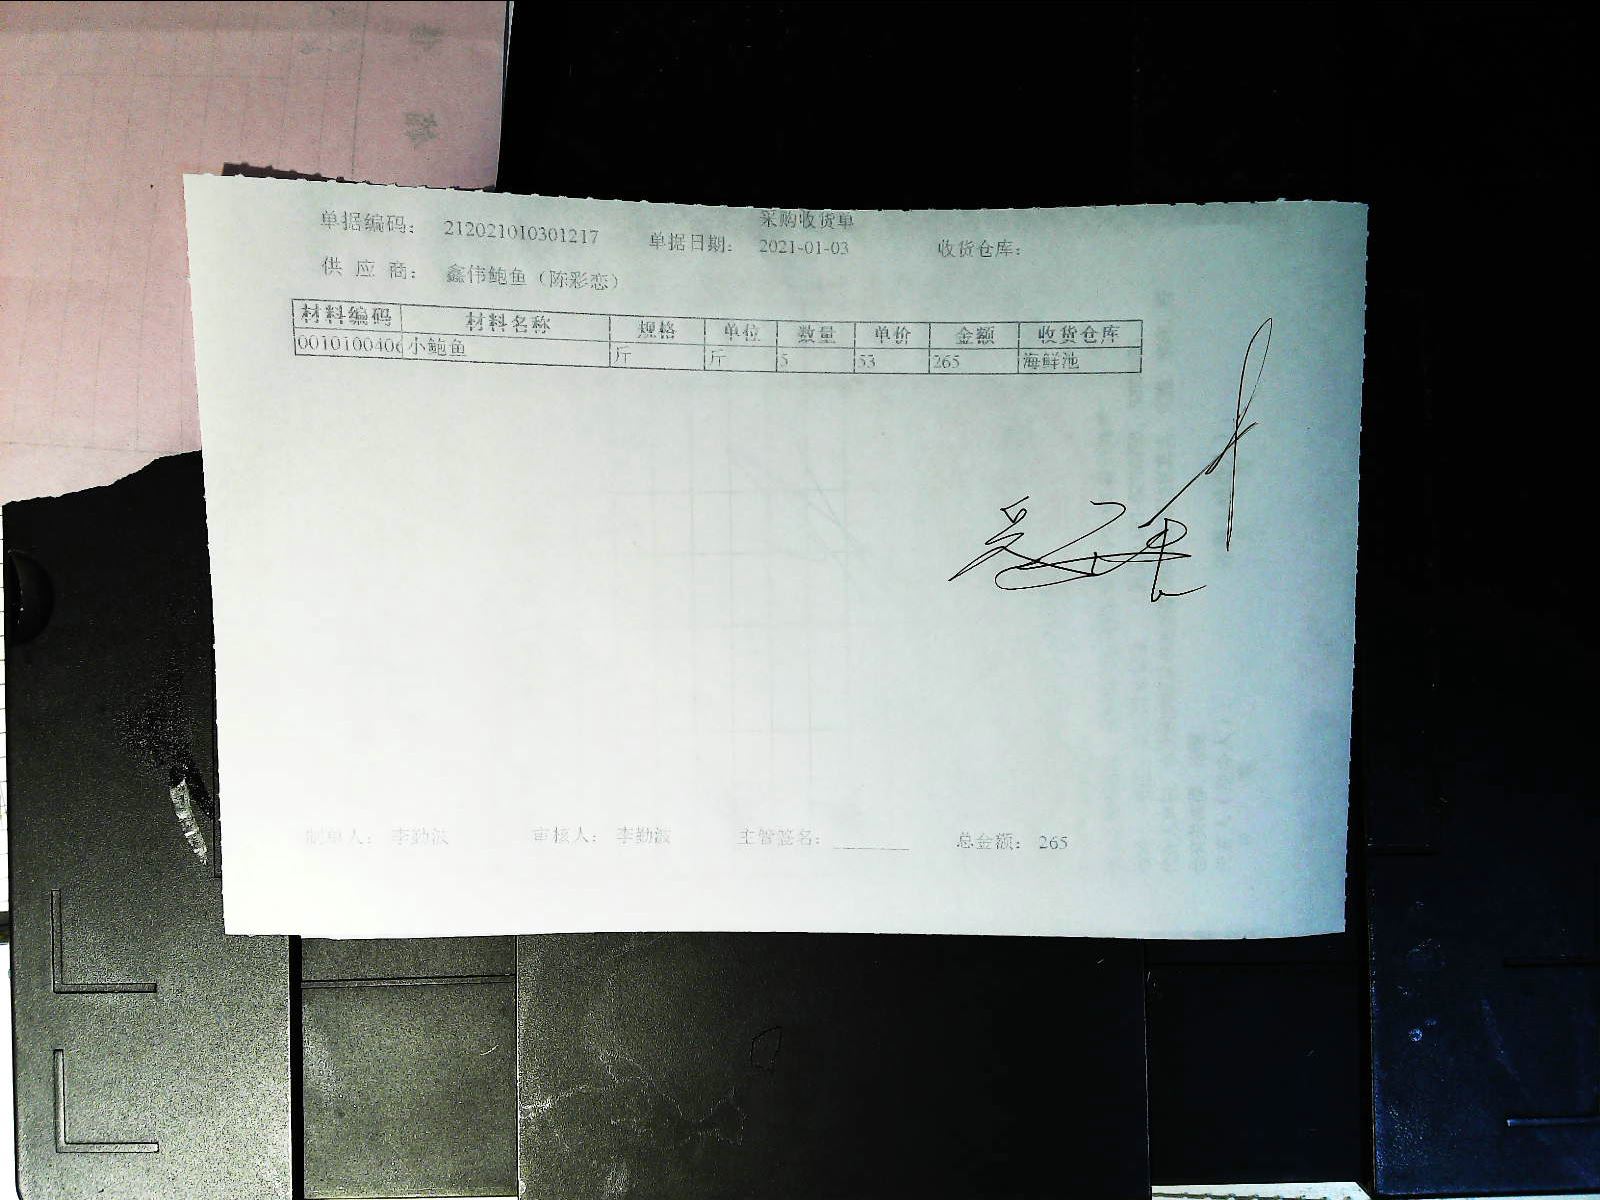 采购收货单
单据编码： 212021010301217 单据日期： 2021-01-03 收货仓库：
供 应 商： 鑫伟鲍鱼（陈彩恋）
材料编码 材料名称 规格 单位 数量 单价 金额 收货仓库
0010100406 小鲍鱼 斤 斤 5 53 265 海鲜池
制单人： 李勤波 审核人： 李勤波 主管签名： 总金额： 265